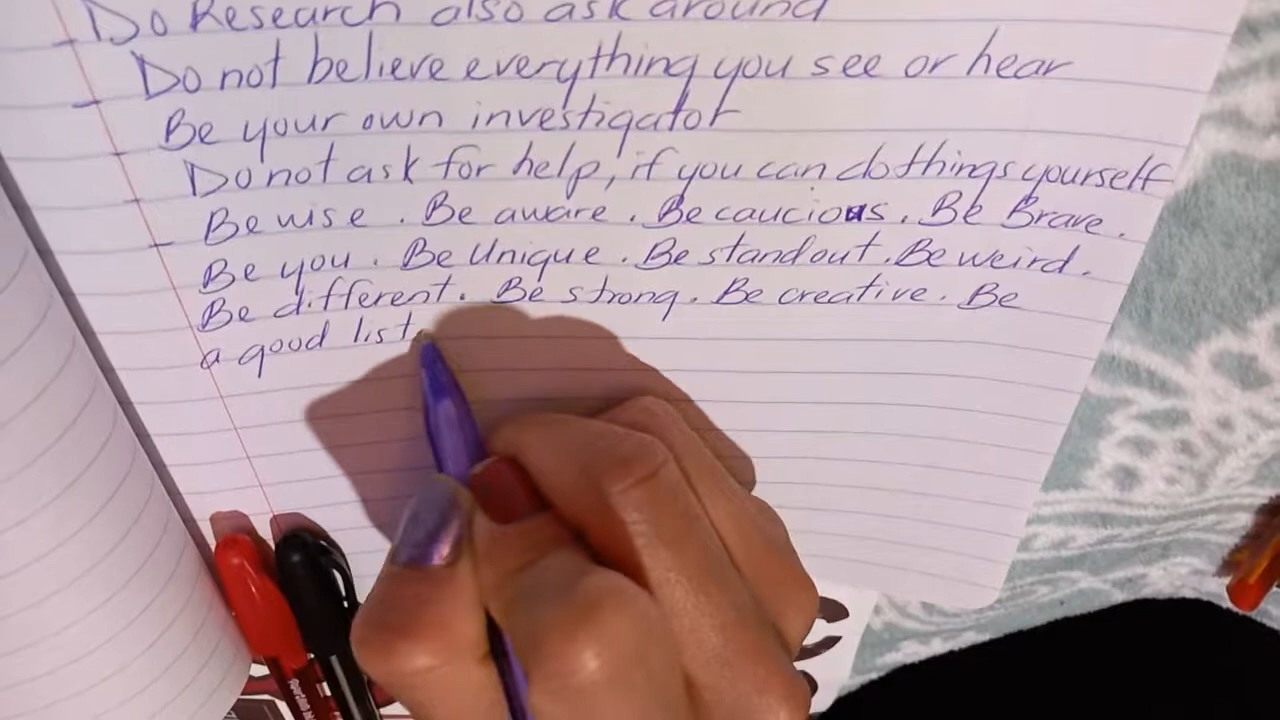 - Do Research also ask around
- Do not believe everything you see or hear
- Be your own investigator
- Do not ask for help, if you can do things yourself
- Be wise. Be aware. Be caucious. Be Brave.
Be you. Be Unique. Be standout. Be weird.
Be different. Be strong. Be creative. Be
a good list